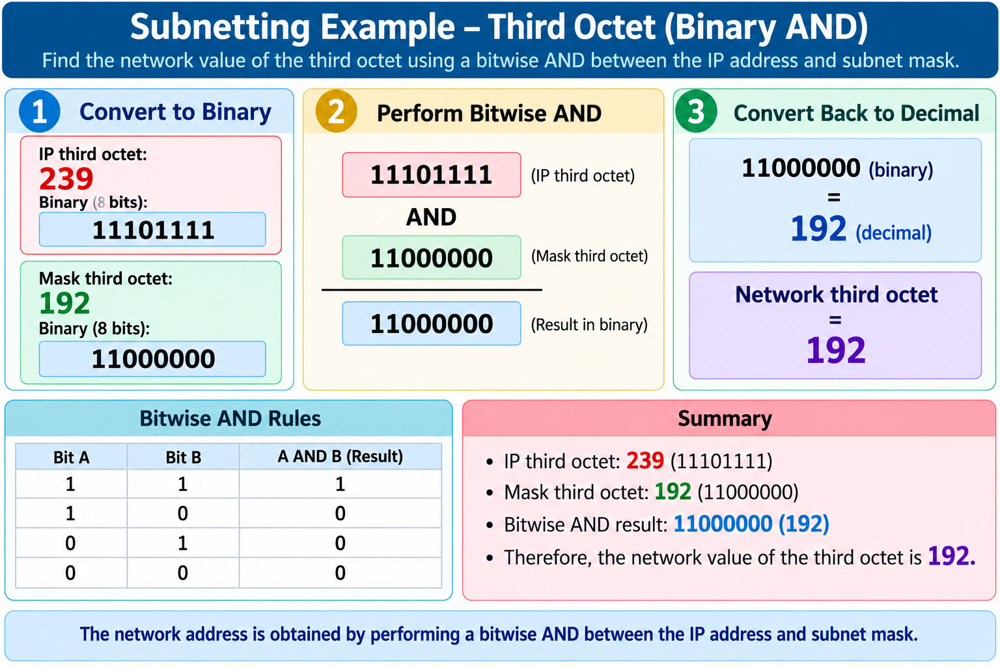 Subnetting Example – Third Octet (Binary AND)
Find the network value of the third octet using a bitwise AND between the IP address and subnet mask.
1 Convert to Binary
IP third octet:
239
Binary (8 bits):
11101111
Mask third octet:
192
Binary (8 bits):
11000000
2 Perform Bitwise AND
11101111 (IP third octet)
AND
11000000 (Mask third octet)
11000000 (Result in binary)
3 Convert Back to Decimal
11000000 (binary)
=
192 (decimal)
Network third octet
=
192
Bitwise AND Rules
Bit A Bit B A AND B (Result)
1 1 1
1 0 0
0 1 0
0 0 0
Summary
• IP third octet: 239 (11101111)
• Mask third octet: 192 (11000000)
• Bitwise AND result: 11000000 (192)
• Therefore, the network value of the third octet is 192.
The network address is obtained by performing a bitwise AND between the IP address and subnet mask.